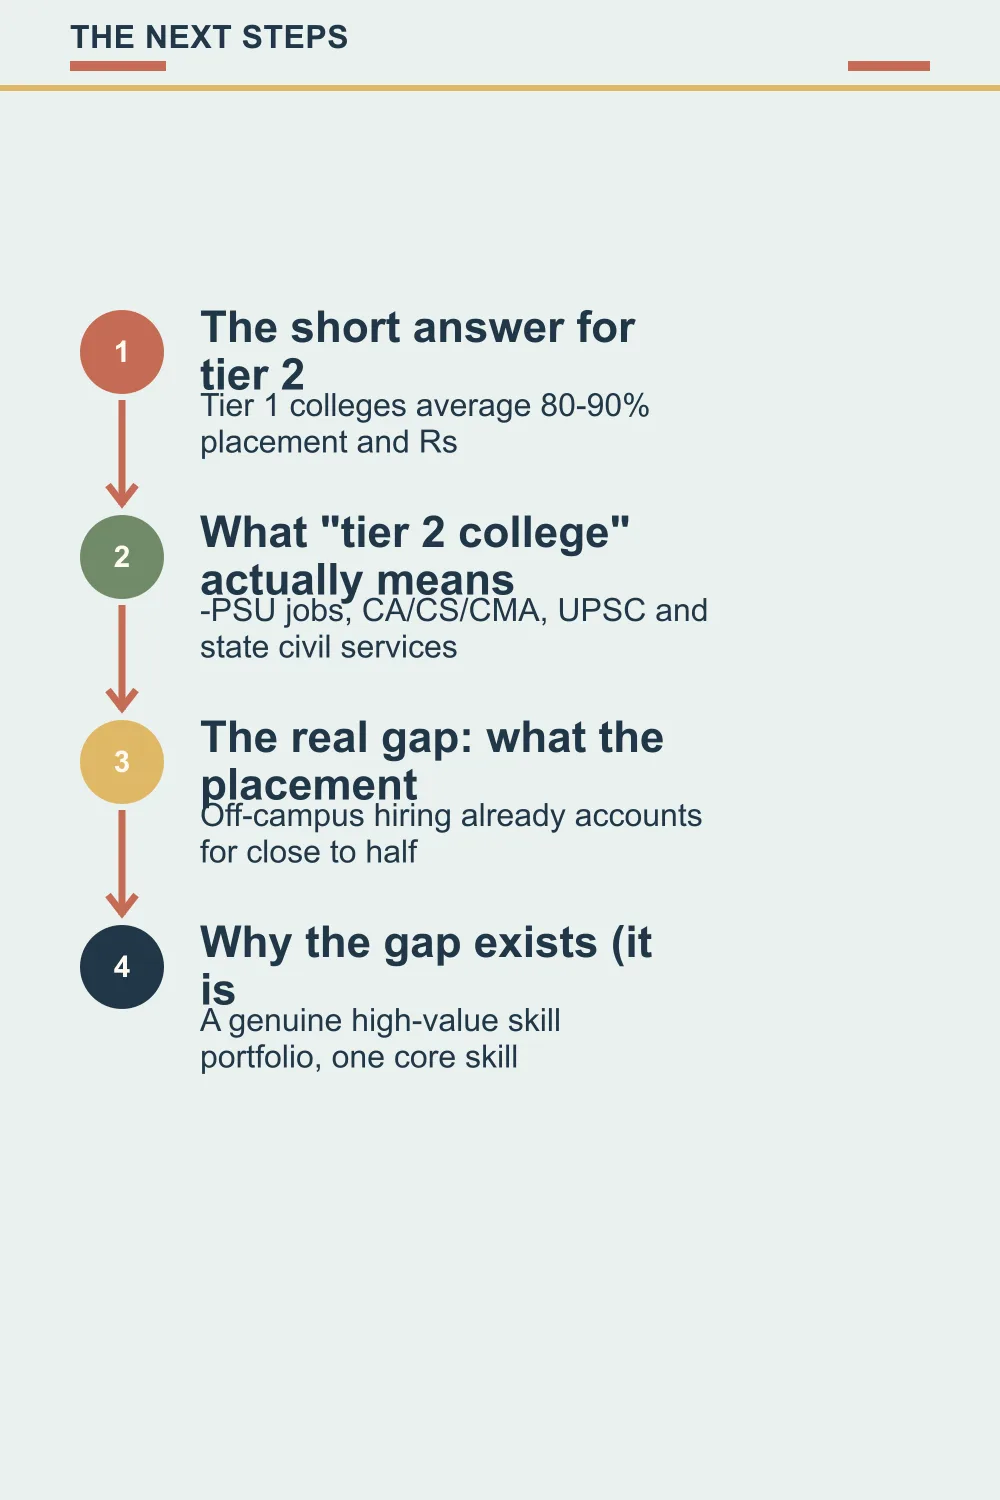 THE NEXT STEPS
1
The short answer for
tier 2
Tier 1 colleges average 80-90%
placement and Rs
2
What "tier 2 college"
actually means
-PSU jobs, CA/CS/CMA, UPSC and
state civil services
3
The real gap: what the
placement
Off-campus hiring already accounts
for close to half
4
Why the gap exists (it
is
A genuine high-value skill
portfolio, one core skill